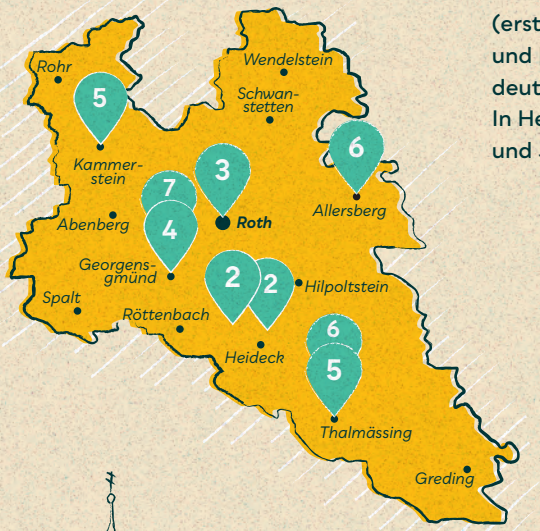 (erst
und
deut
In He
und
Rohr
Wendelstein
Schwan-
stetten
5
Kammer-
stein
6
Allersberg
3
Roth
7
4
Abenberg
Georgens-
gmünd
2
2
Hilpoltstein
Spalt
Röttenbach
Heideck
6
5
Thalmässing
Greding